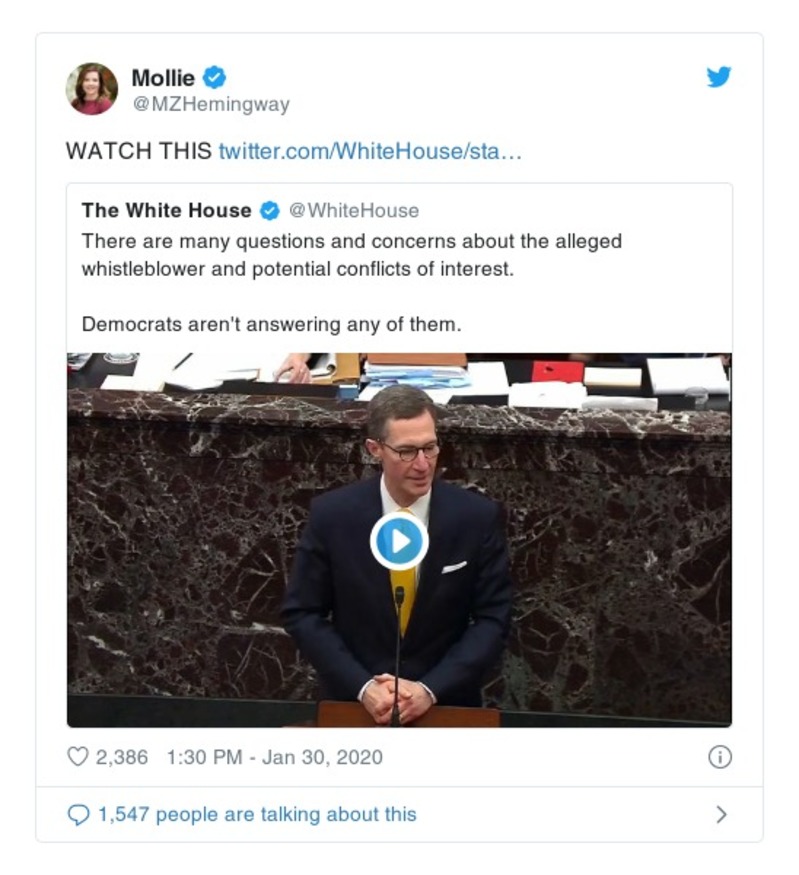 Mollie
@MZHemingway
WATCH THIS twitter.com/WhiteHouse/sta…
The White House @WhiteHouse
There are many questions and concerns about the alleged
whistleblower and potential conflicts of interest.
Democrats aren't answering any of them.
2,386 1:30 PM - Jan 30, 2020
1,547 people are talking about this